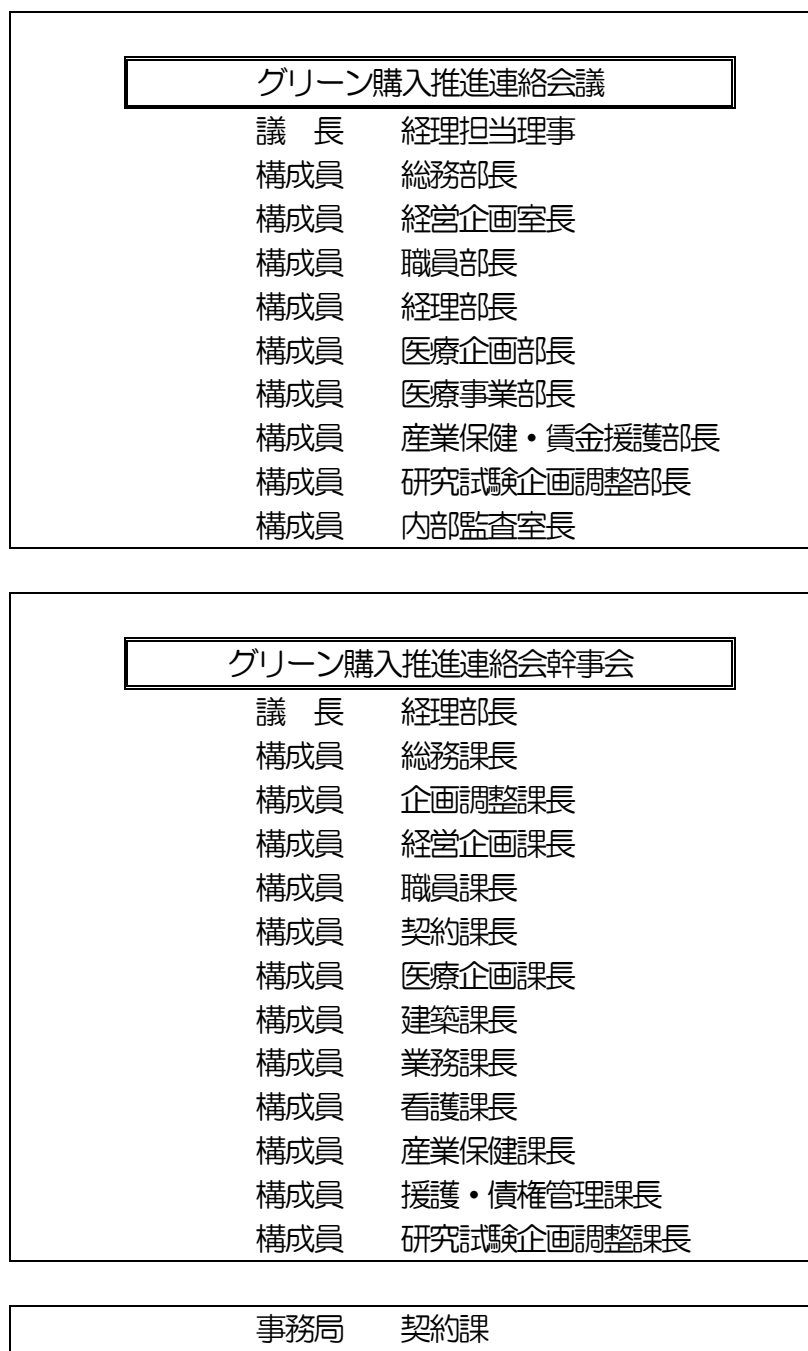 グリーン購入推進連絡会議
議　長　経理担当理事
構成員　総務部長
構成員　経営企画室長
構成員　職員部長
構成員　経理部長
構成員　医療企画部長
構成員　医療事業部長
構成員　産業保健・賃金援護部長
構成員　研究試験企画調整部長
構成員　内部監査室長
グリーン購入推進連絡会幹事会
議　長　経理部長
構成員　総務課長
構成員　企画調整課長
構成員　経営企画課長
構成員　職員課長
構成員　契約課長
構成員　医療企画課長
構成員　建築課長
構成員　業務課長
構成員　看護課長
構成員　産業保健課長
構成員　援護・債権管理課長
構成員　研究試験企画調整課長
事務局　契約課